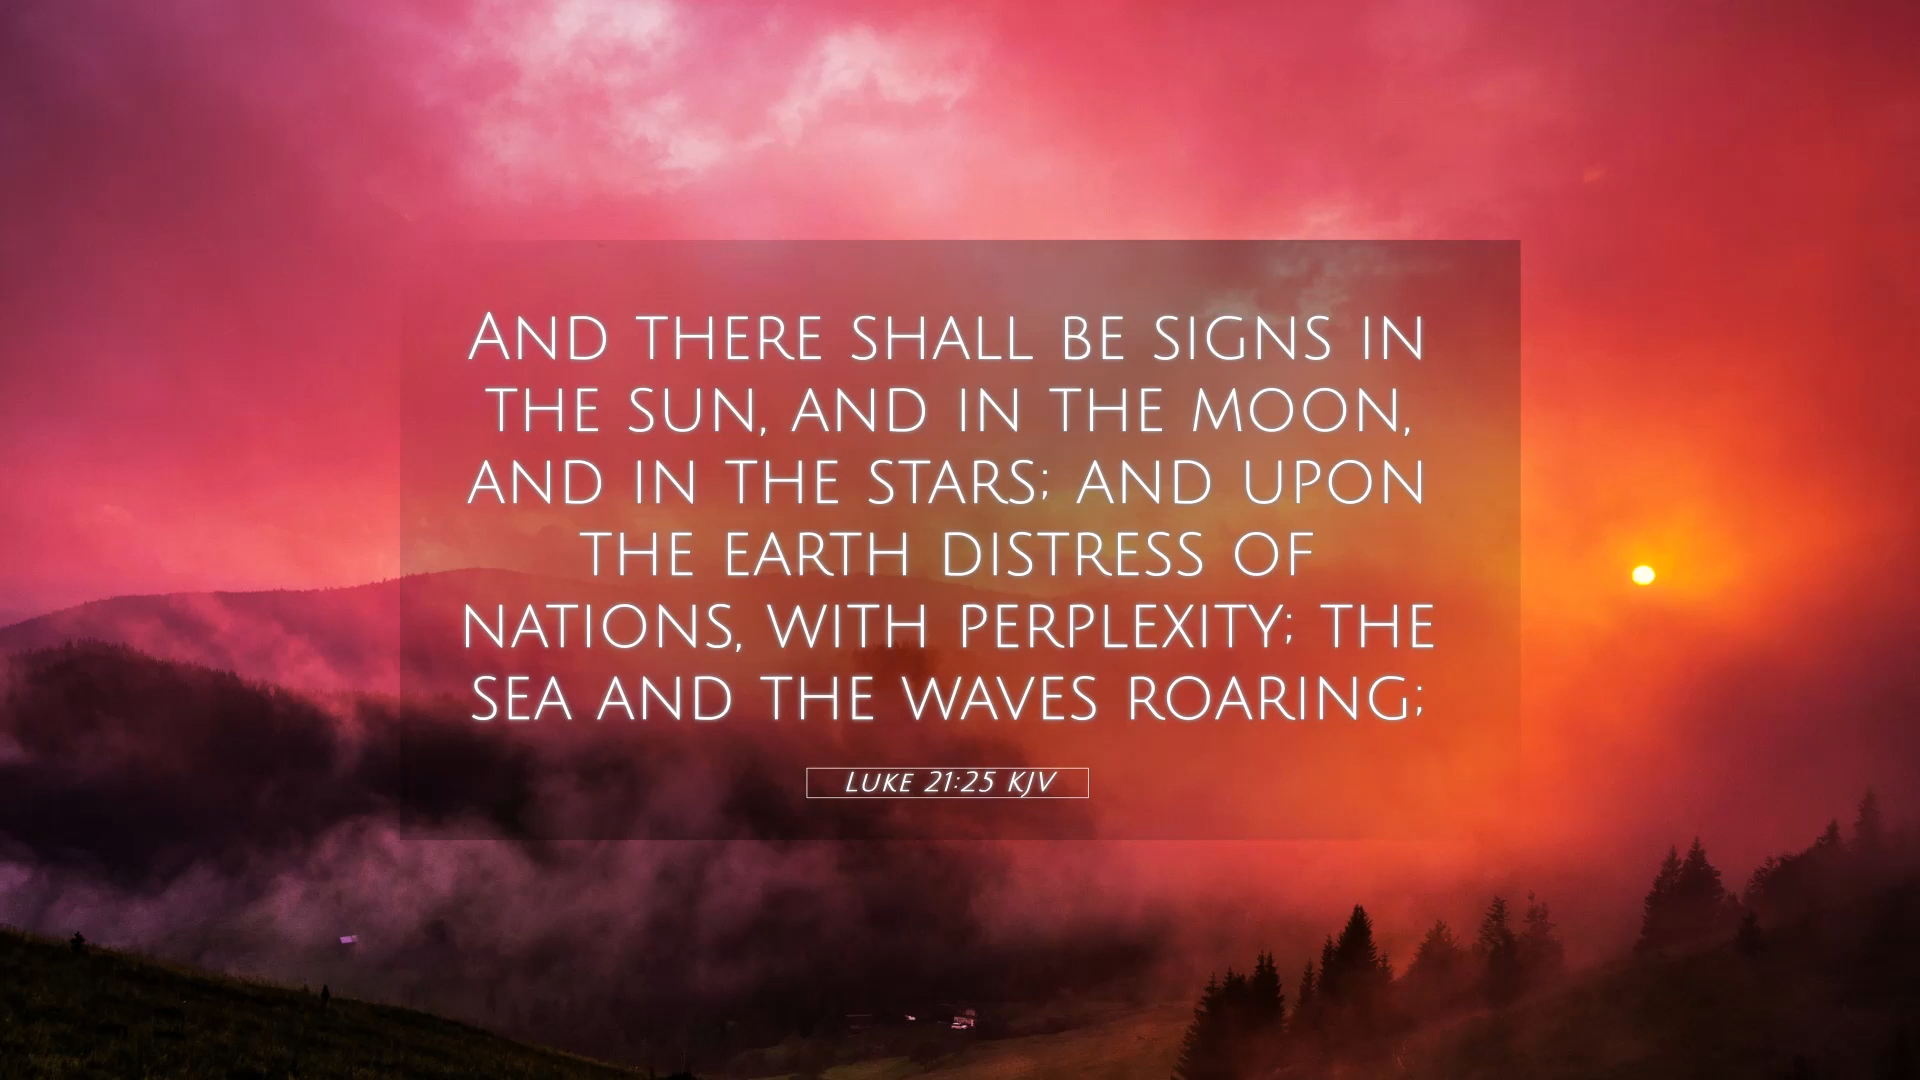 And there shall be signs in
the sun, and in the moon,
and in the stars; and upon
the earth distress of
nations, with perplexity; the
sea and the waves roaring;
Luke 21:25 KJV